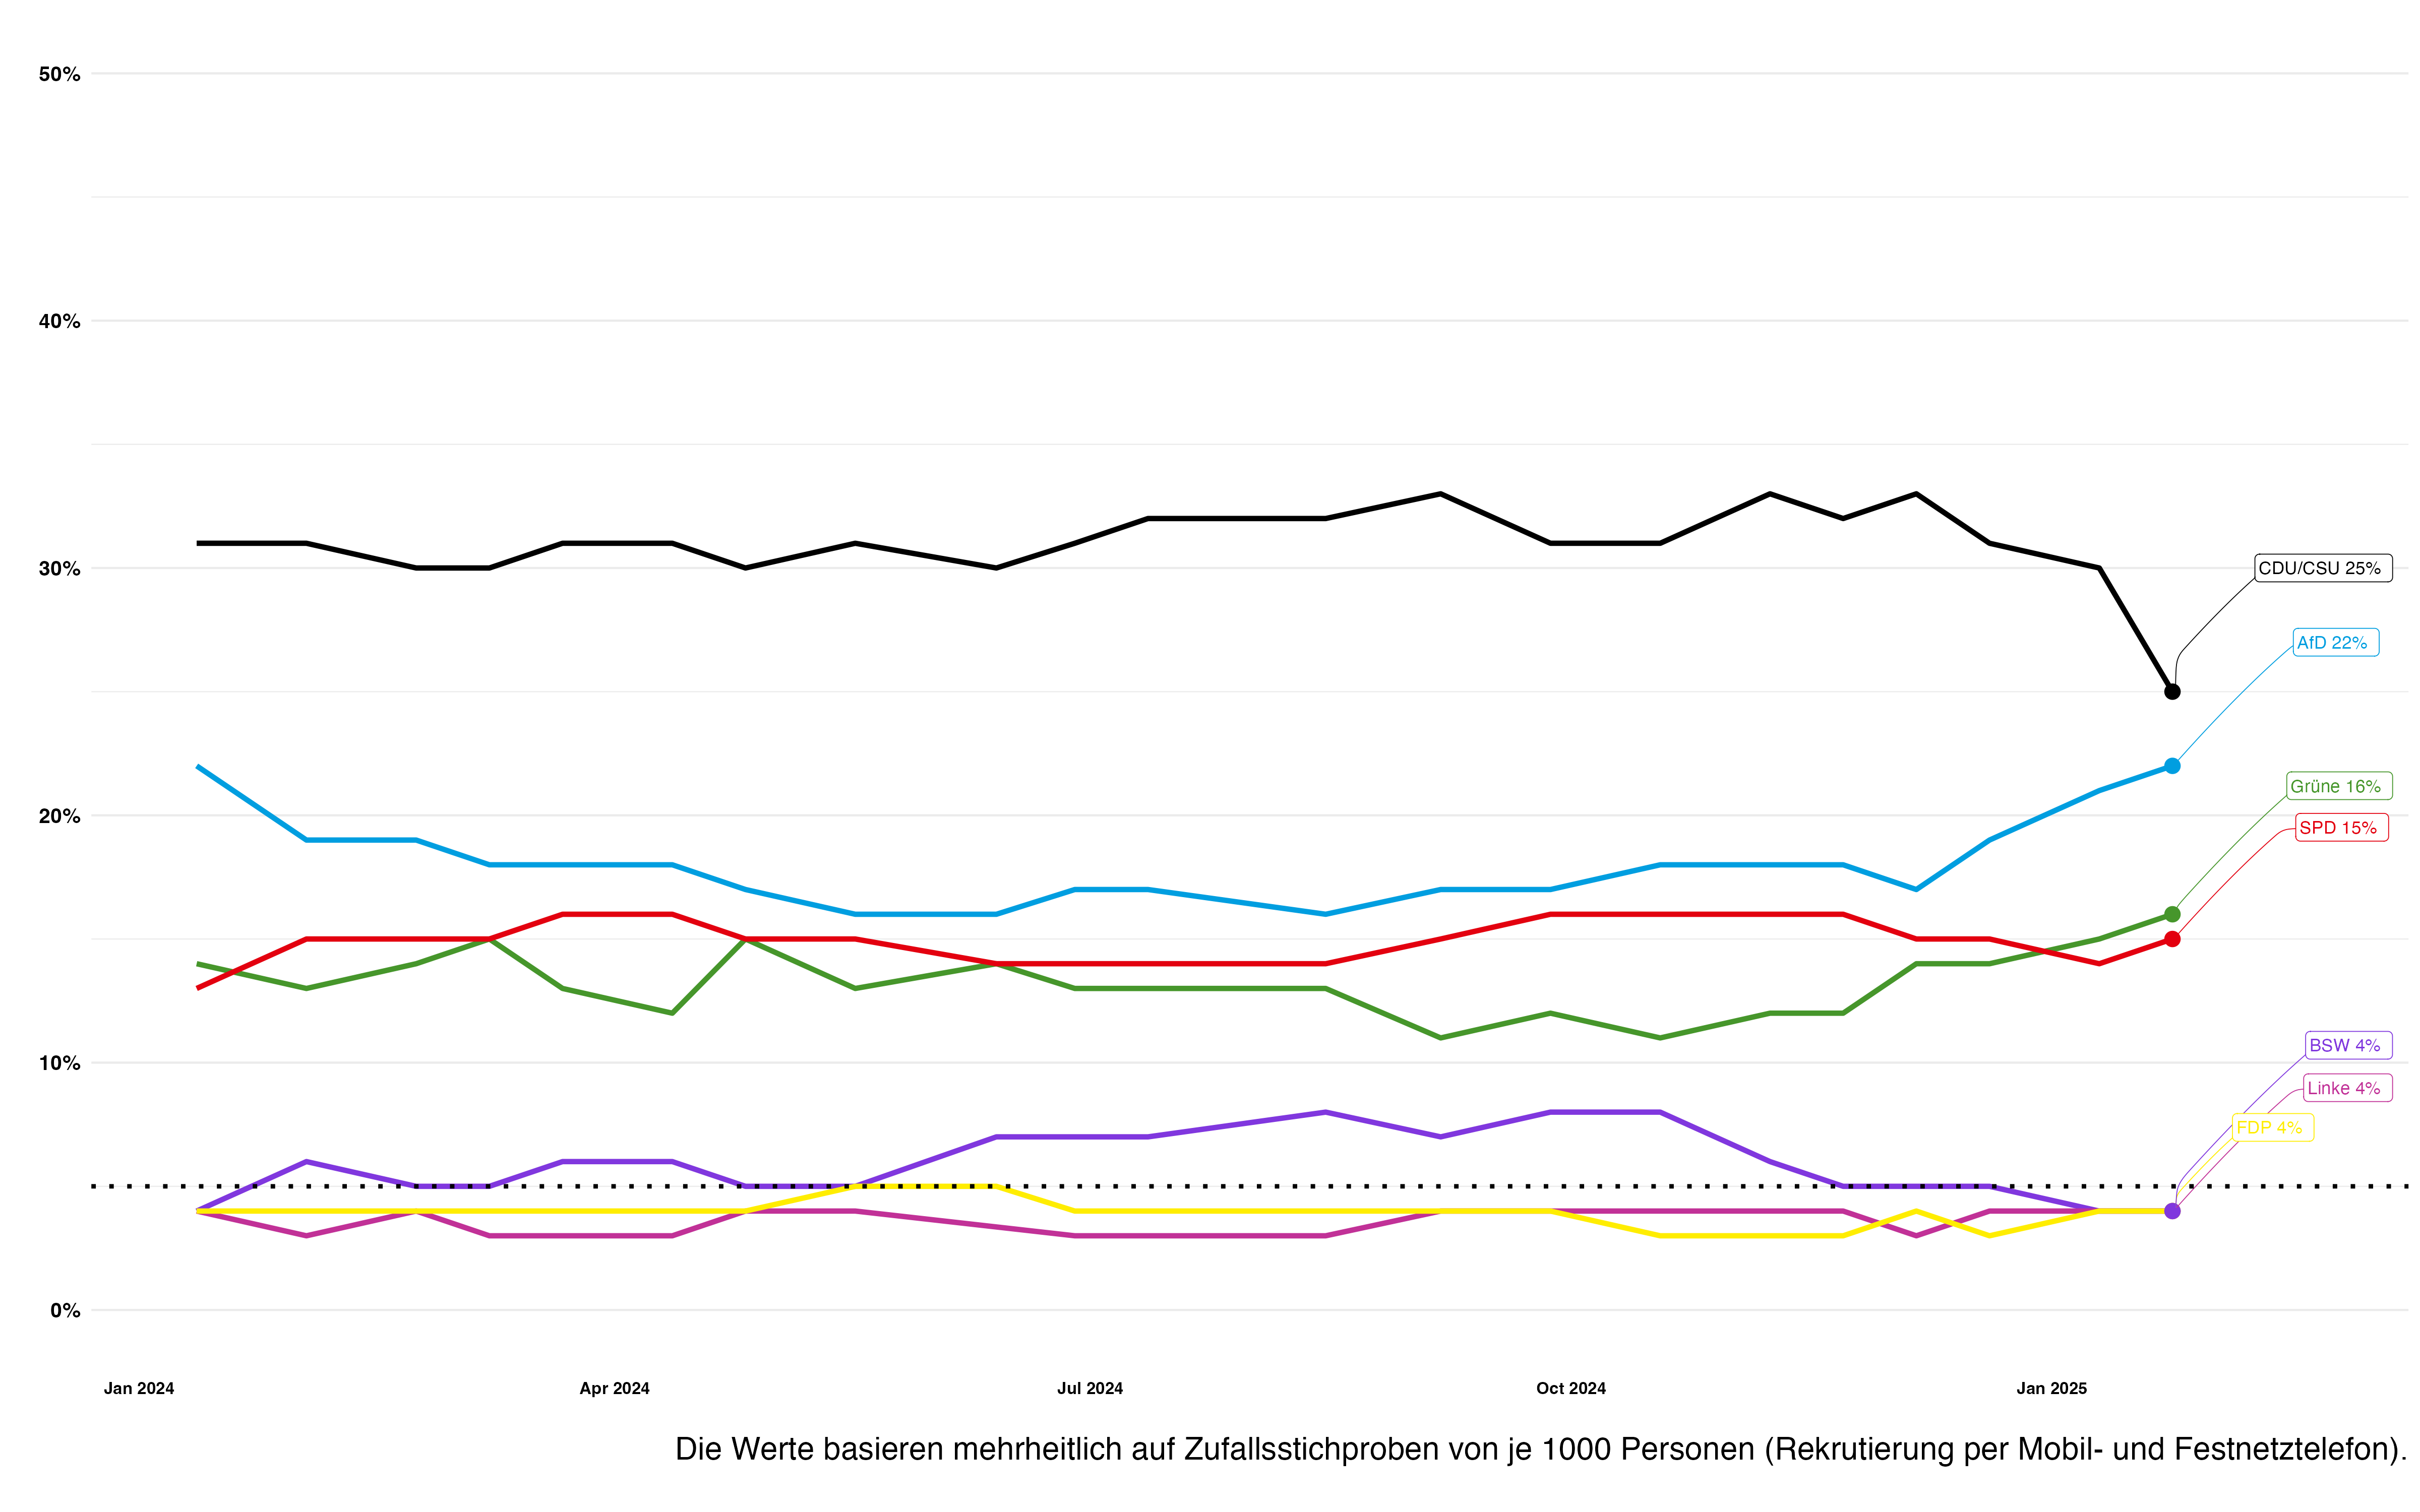 50%
40%
30%
20%
10%
0%
CDU/CSU 25%
AfD 22%
Grüne 16%
SPD 15%
BSW 4%
Linke 4%
FDP 4%
Jan 2024
Apr 2024
Jul 2024
Oct 2024
Jan 2025
Die Werte basieren mehrheitlich auf Zufallsstichproben von je 1000 Personen (Rekrutierung per Mobil- und Festnetztelefon).